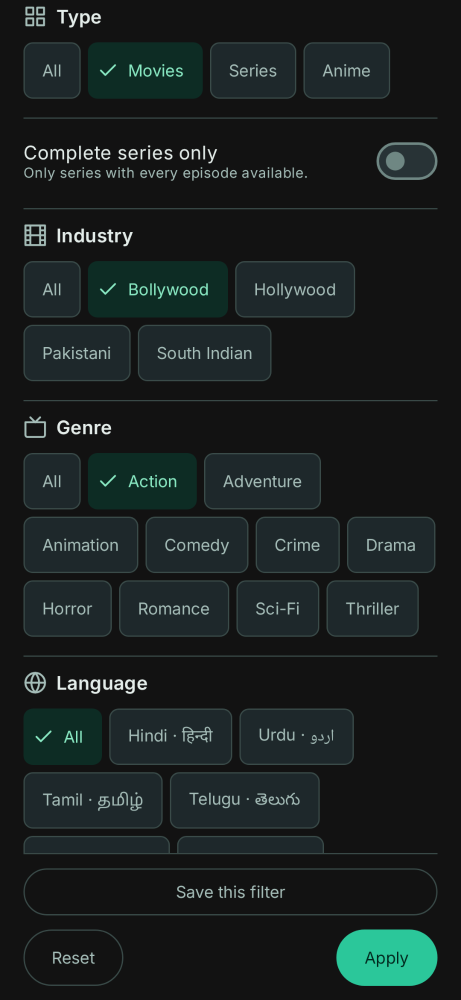 Type
All Movies Series Anime
Complete series only
Only series with every episode available.
Industry
All Bollywood Hollywood
Pakistani South Indian
Genre
All Action Adventure
Animation Comedy Crime Drama
Horror Romance Sci-Fi Thriller
Language
All Hindi · हिन्दी Urdu · اردو
Tamil · தமிழ் Telugu · తెలుగు
Save this filter
Reset Apply